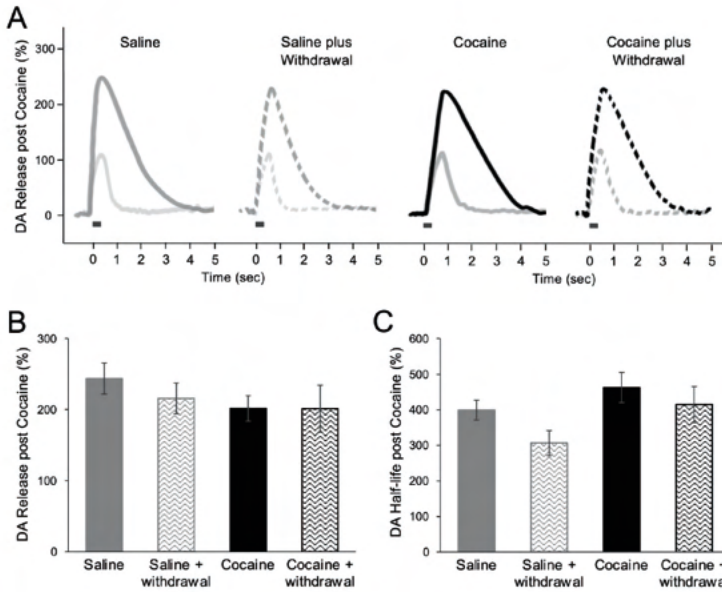 A
DA Release post Cocaine (%)
300
200
100
0
Saline
Saline plus
Withdrawal
Cocaine
Cocaine plus
Withdrawal
0 1 2 3 4 5
0 1 2 3 4 5
0 1 2 3 4 5
0 1 2 3 4 5
Time (sec)
Time (sec)
Time (sec)
Time (sec)
B
DA Release post Cocaine (%)
300
200
100
0
Saline
Saline +
withdrawal
Cocaine
Cocaine +
withdrawal
C
DA Half-life post Cocaine (%)
600
500
400
300
200
100
0
Saline
Saline +
withdrawal
Cocaine
Cocaine +
withdrawal